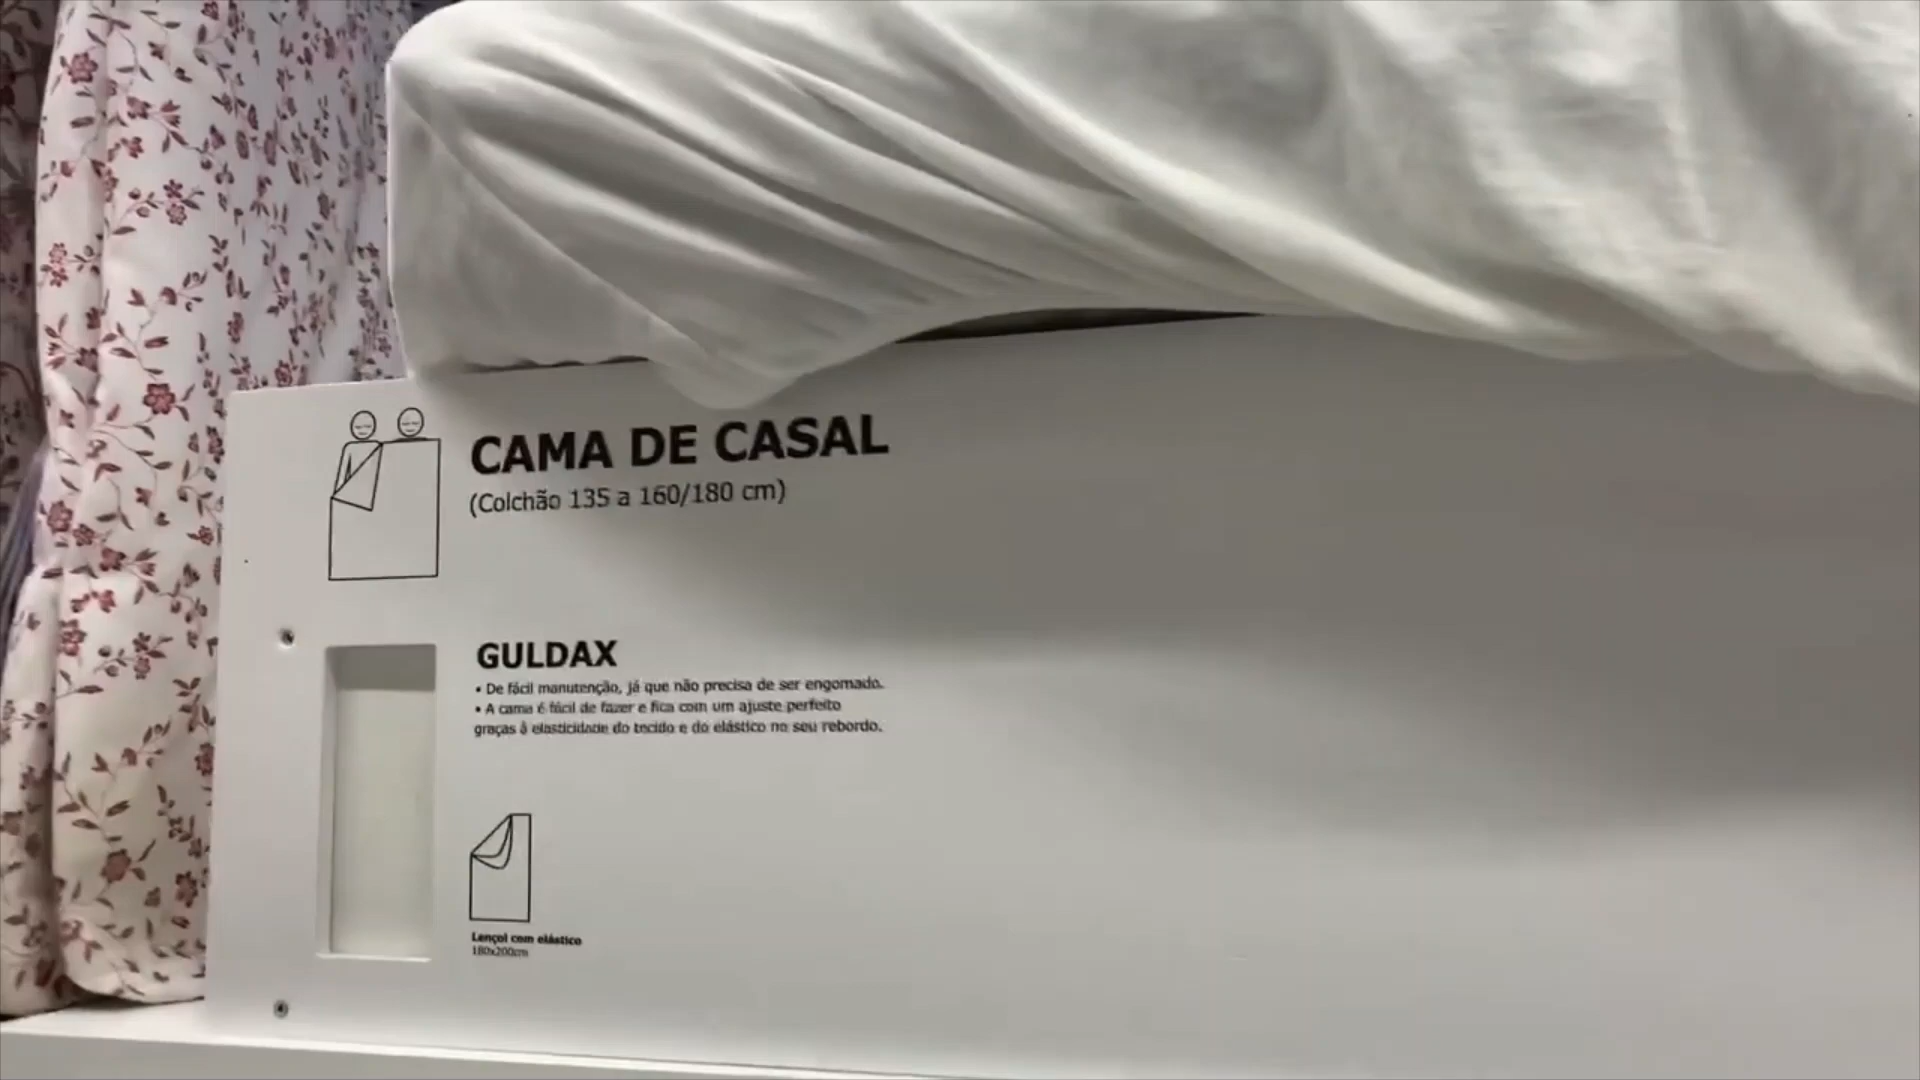 CAMA DE CASAL
(Colchão 135 a 160/180 cm)
GULDAX
• De fácil manutenção, já que não precisa de ser engomado.
• A cama é fácil de fazer e fica com um ajuste perfeito
graças à elasticidade do tecido e do elástico no seu rebordo.
Lençol com elástico
180x200cm